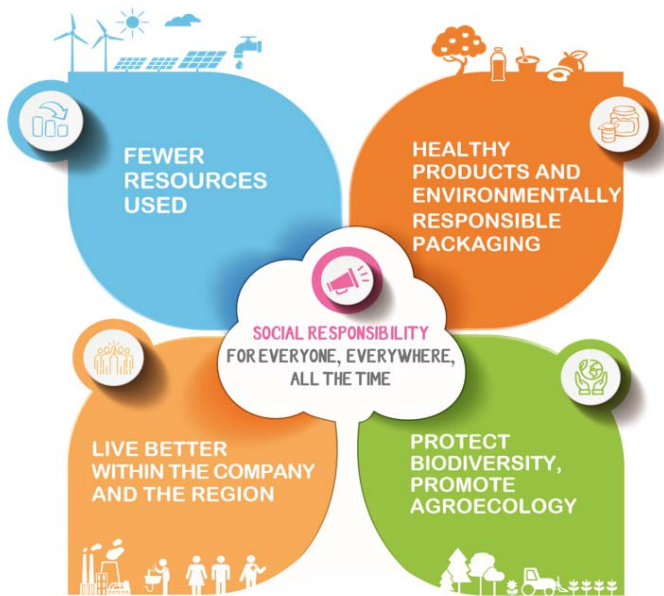 FEWER
RESOURCES
USED
HEALTHY
PRODUCTS AND
ENVIRONMENTALLY
RESPONSIBLE
PACKAGING
SOCIAL RESPONSIBILITY
FOR EVERYONE, EVERYWHERE,
ALL THE TIME
LIVE BETTER
WITHIN THE COMPANY
AND THE REGION
PROTECT
BIODIVERSITY,
PROMOTE
AGROECOLOGY